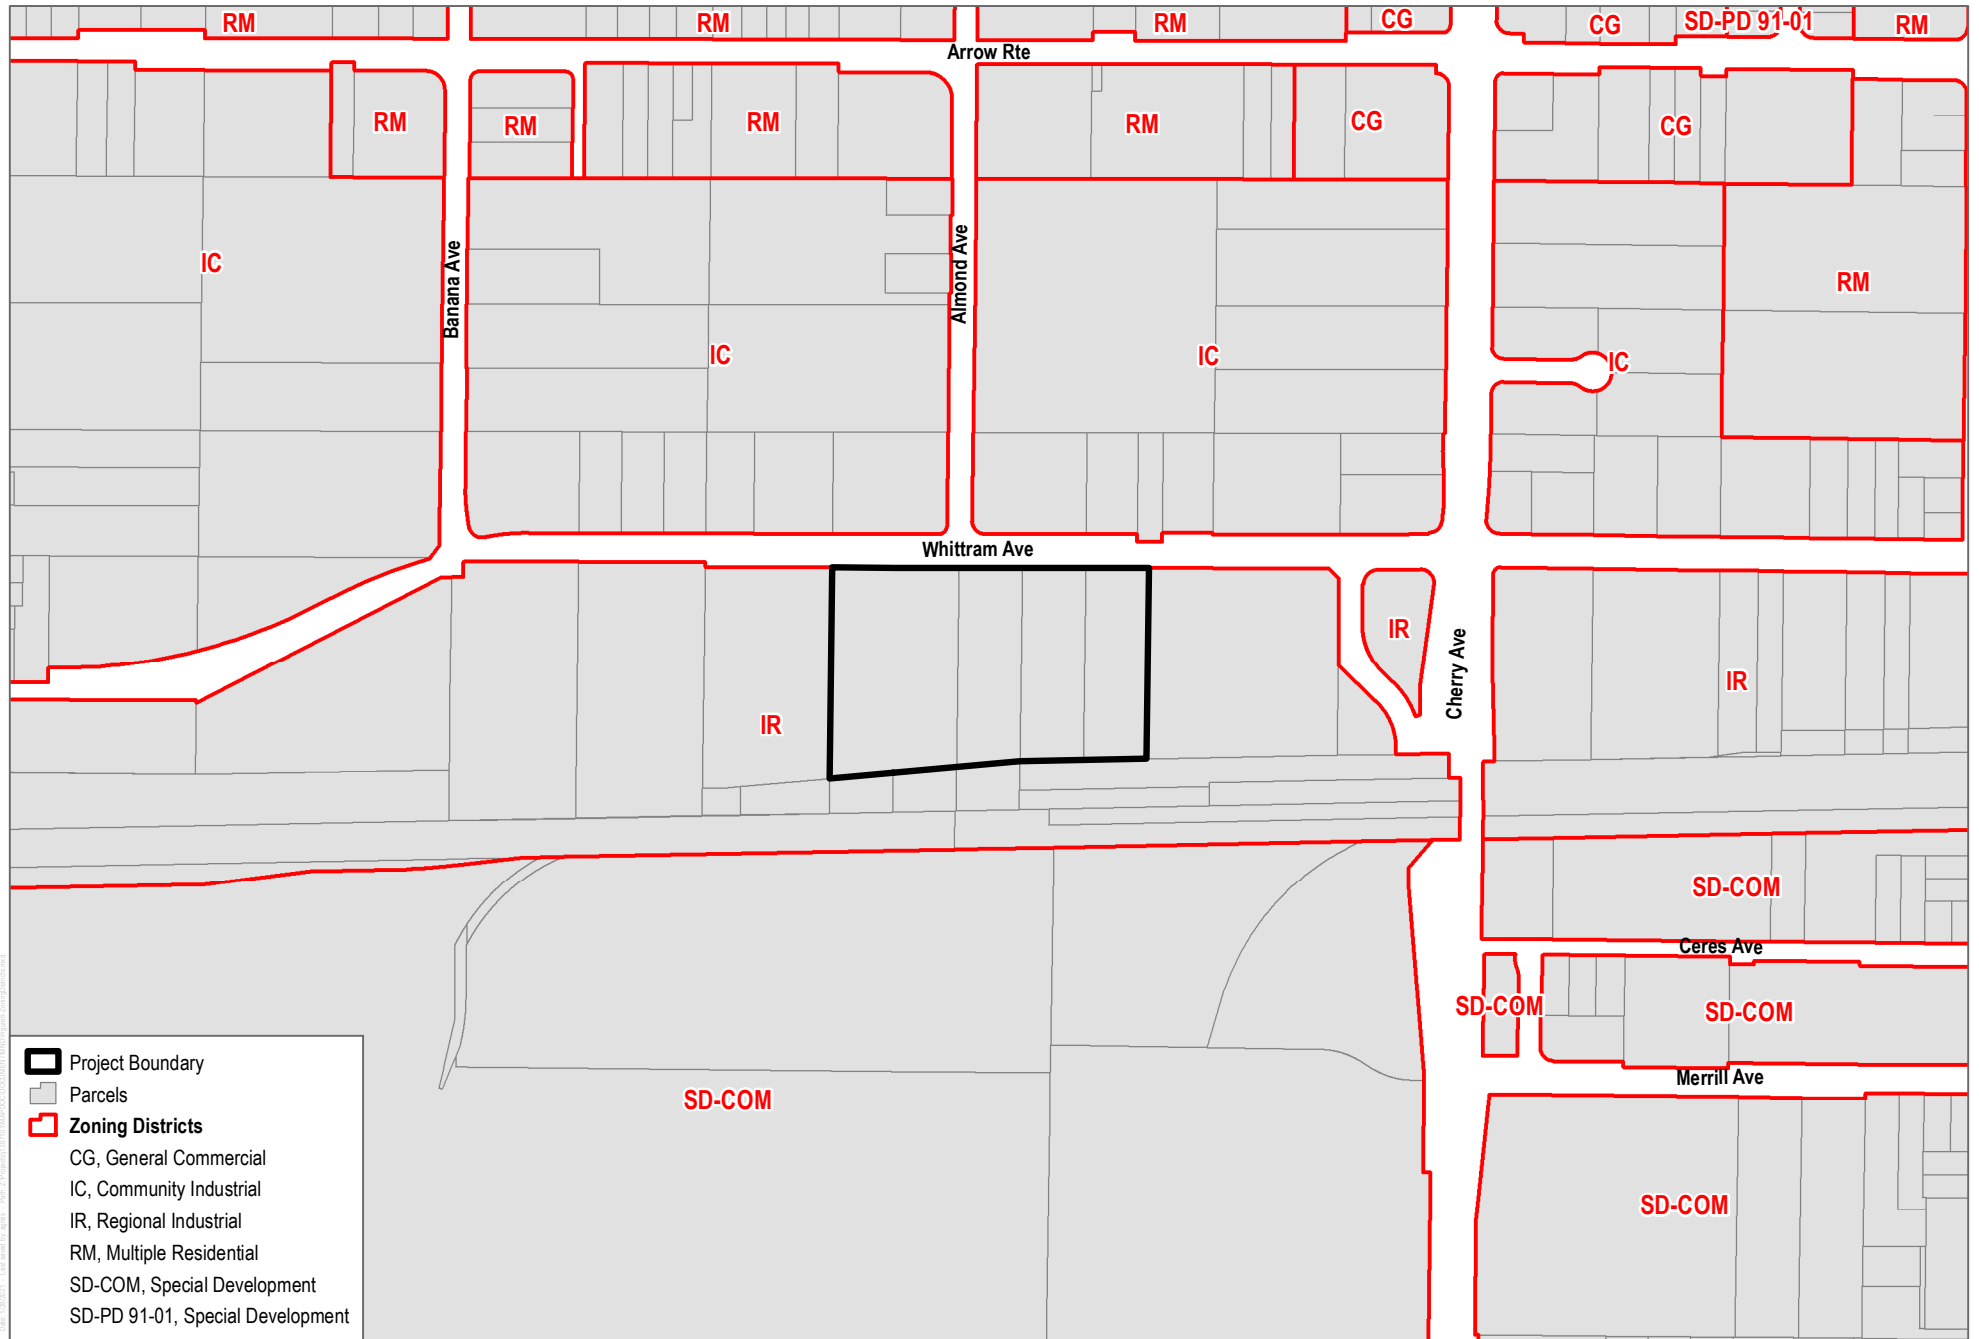 RM
RM
RM
CG
CG
SD-PD 91-01
RM
Arrow Rte
RM
RM
RM
RM
CG
CG
IC
Banana Ave
Almond Ave
RM
IC
IC
IC
Whittram Ave
IR
Cherry Ave
IR
IR
SD-COM
Ceres Ave
SD-COM
SD-COM
Merrill Ave
SD-COM
SD-COM
Project Boundary
Parcels
Zoning Districts
CG, General Commercial
IC, Community Industrial
IR, Regional Industrial
RM, Multiple Residential
SD-COM, Special Development
SD-PD 91-01, Special Development